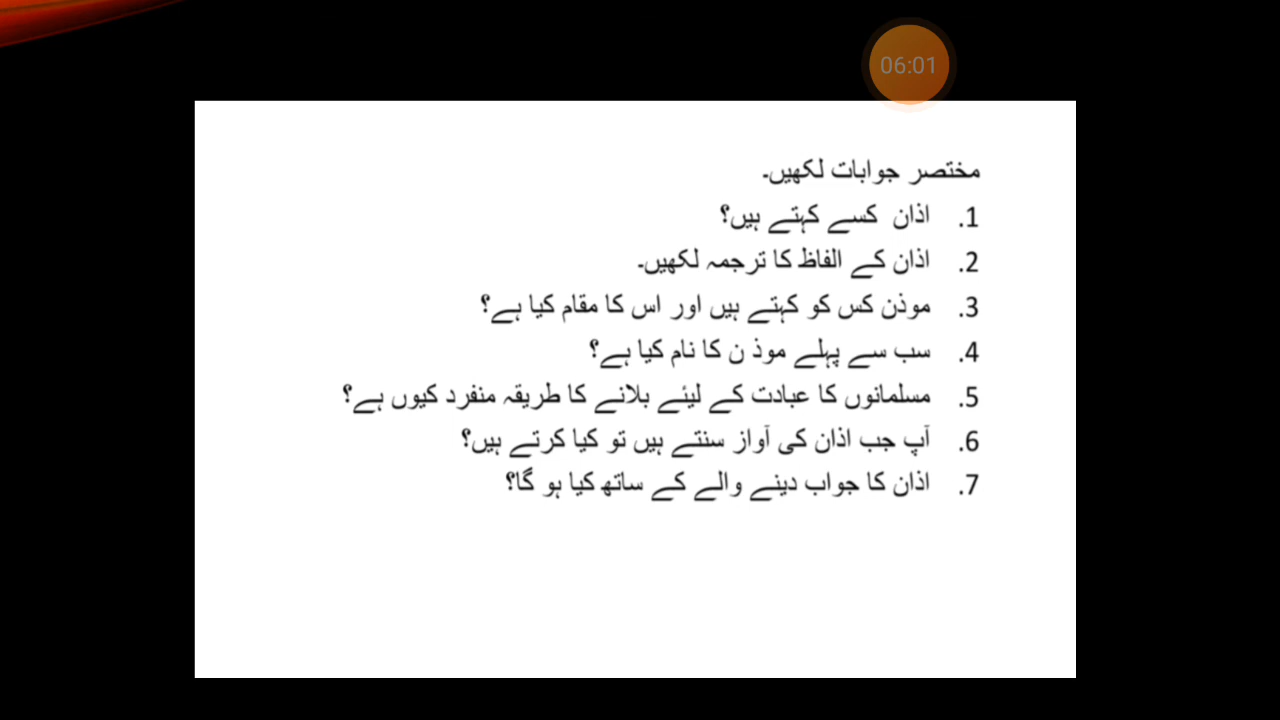 06:01
مختصر جوابات لکھیں۔
1. اذان کسے کہتے ہیں؟
2. اذان کے الفاظ کا ترجمہ لکھیں۔
3. موذن کس کو کہتے ہیں اور اس کا مقام کیا ہے؟
4. سب سے پہلے موذ ن کا نام کیا ہے؟
5. مسلمانوں کا عبادت کے لیئے بلانے کا طریقہ منفرد کیوں ہے؟
6. آپ جب اذان کی آواز سنتے ہیں تو کیا کرتے ہیں؟
7. اذان کا جواب دینے والے کے ساتھ کیا ہو گا؟